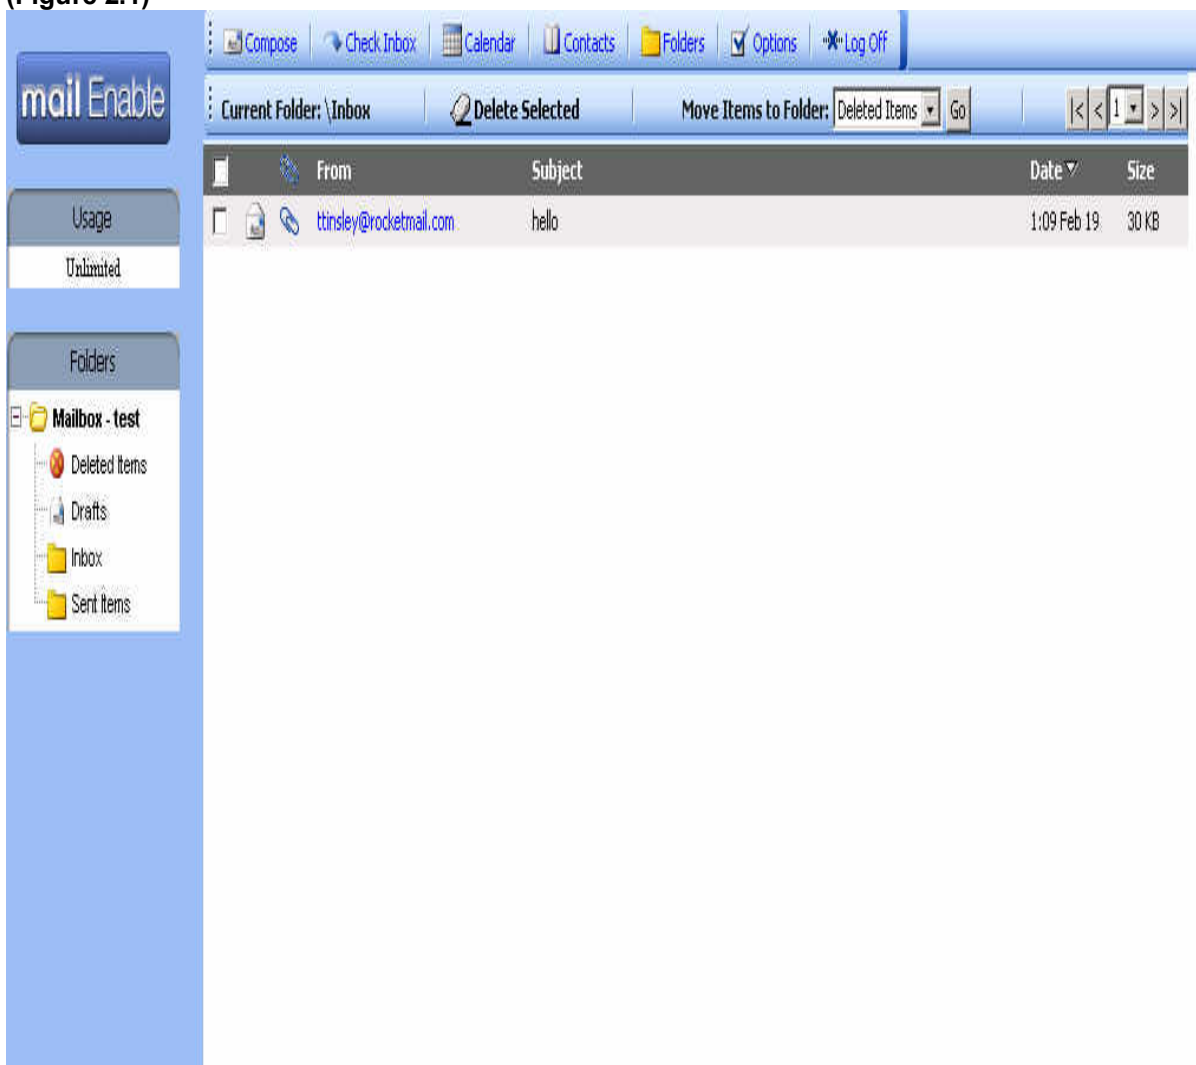 (Figure 2.1)
mail Enable
Compose Check Inbox Calendar Contacts Folders Options Log Off
Current Folder: \Inbox Delete Selected Move Items to Folder: Deleted Items Go |< < 1 > >|
From Subject Date Size
ttinsley@rocketmail.com hello 1:09 Feb 19 30 KB
Usage
Unlimited
Folders
Mailbox - test
Deleted Items
Drafts
Inbox
Sent Items